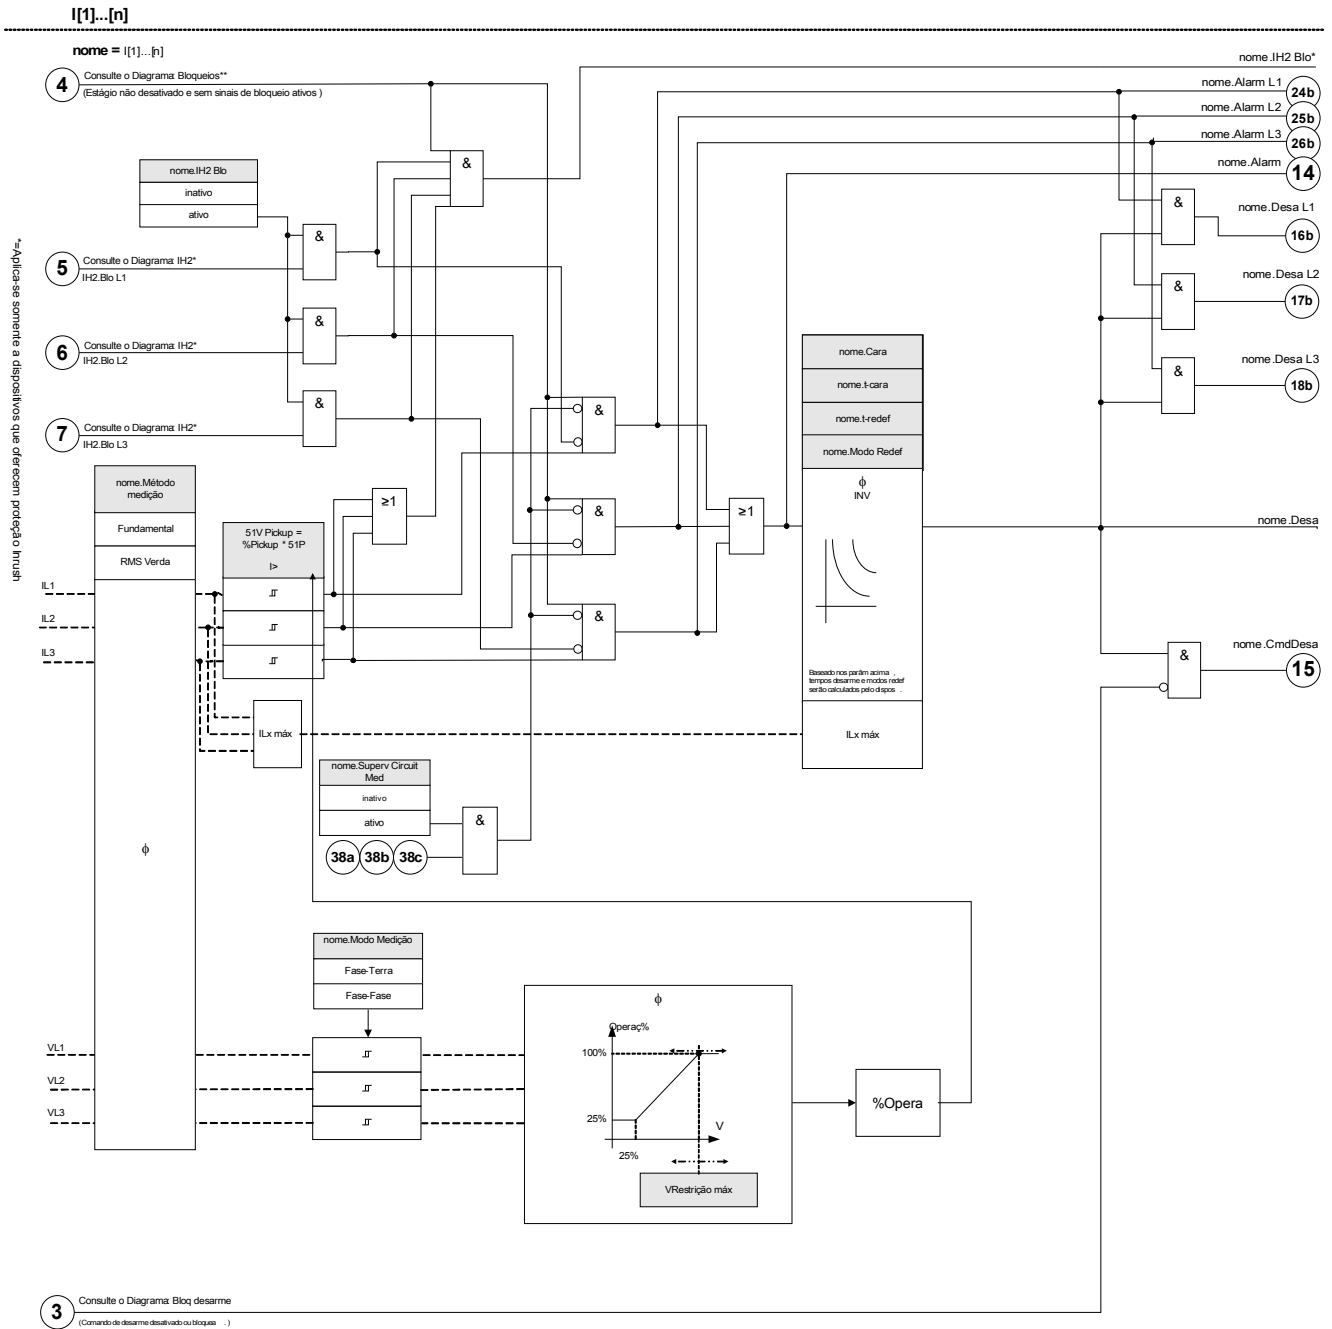 I[1]...[n]
nome = I[1]...[n]
4
Consulte o Diagrama: Bloqueios**
(Estágio não desativado e sem sinais de bloqueio ativos )
nome.IH2 Blo*
nome.Alarm L1
24b
nome.Alarm L2
25b
nome.Alarm L3
26b
nome.Alarm
14
nome.IH2 Blo
inativo
ativo
&
&
nome.Desa L1
16b
&
5
Consulte o Diagrama: IH2*
IH2.Blo L1
&
nome.Desa L2
17b
&
6
Consulte o Diagrama: IH2*
IH2.Blo L2
&
nome.Desa L3
18b
&
7
Consulte o Diagrama: IH2*
IH2.Blo L3
*=Aplica-se somente a dispositivos que oferecem proteção Inrush
&
nome.Cara
nome.t-cara
nome.t-redef
nome.Modo Redef
ϕ
INV
Baseado nos parâm acima ,
tempos desarme e modos redef
serão calculados pelo dispos .
ILx máx
nome.Método
medição
Fundamental
RMS Verda
ϕ
≥1
&
≥1
nome.Desa
51V Pickup =
%Pickup * 51P
I>
IL1
IL2
IL3
&
&
nome.CmdDesa
15
ILx máx
nome.Superv Circuit
Med
inativo
ativo
&
38a
38b
38c
nome.Modo Medição
Fase-Terra
Fase-Fase
VL1
VL2
VL3
ϕ
Operaç%
100%
25%
V
25%
VRestrição máx
%Opera
3
Consulte o Diagrama: Bloq desarme
(Comando de desarme desativado ou bloquea .)